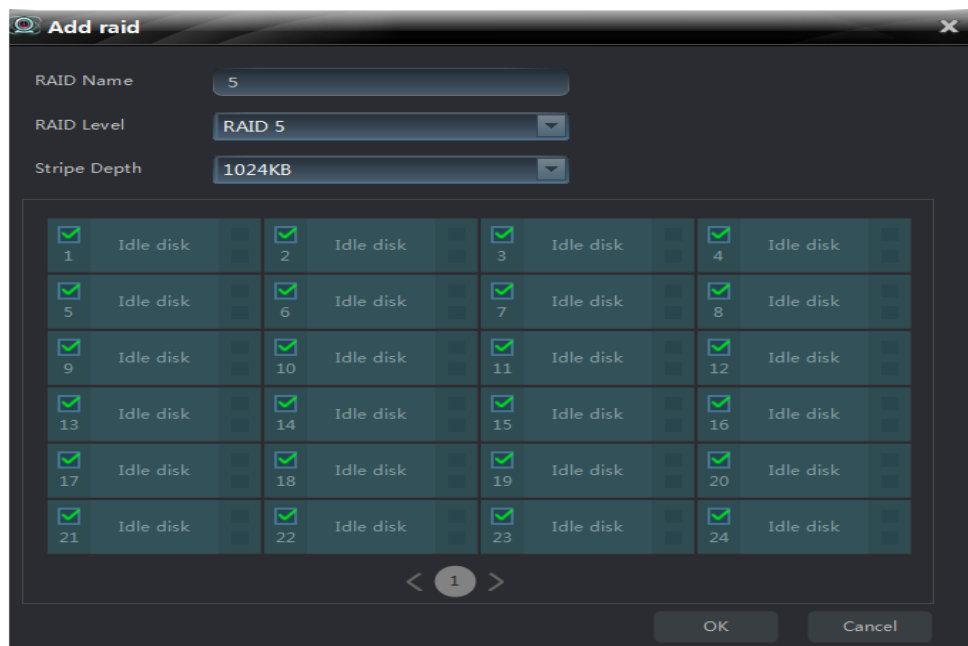 Add raid
RAID Name 5
RAID Level RAID 5
Stripe Depth 1024KB
Idle disk Idle disk Idle disk Idle disk
1 2 3 4
Idle disk Idle disk Idle disk Idle disk
5 6 7 8
Idle disk Idle disk Idle disk Idle disk
9 10 11 12
Idle disk Idle disk Idle disk Idle disk
13 14 15 16
Idle disk Idle disk Idle disk Idle disk
17 18 19 20
Idle disk Idle disk Idle disk Idle disk
21 22 23 24
< 1 >
OK Cancel